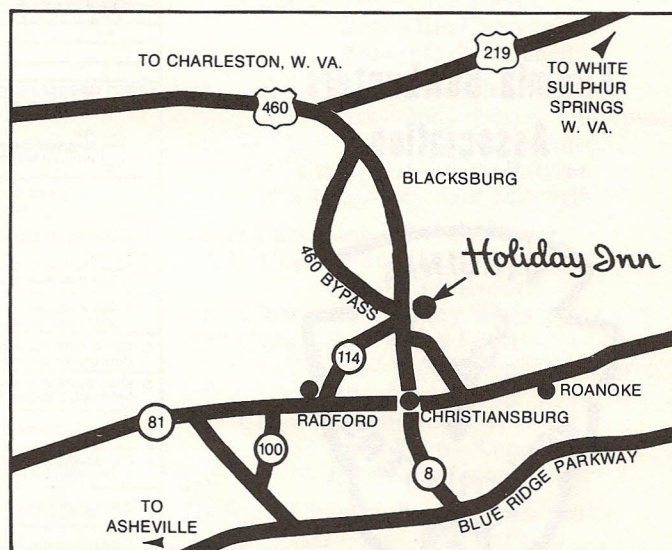 219
TO CHARLESTON, W. VA.
TO WHITE
SULPHUR
SPRINGS
W. VA.
460
BLACKSBURG
Holiday Inn
460 BYPASS
114
ROANOKE
RADFORD
CHRISTIANSBURG
81
100
8
BLUE RIDGE PARKWAY
TO
ASHEVILLE